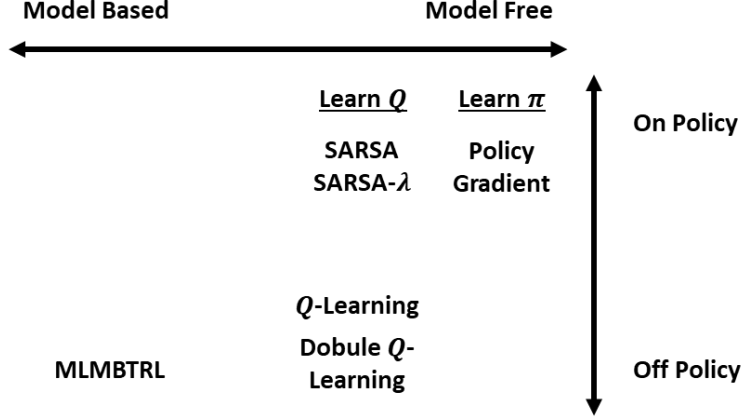 Model Based Model Free
Learn Q Learn π
On Policy
SARSA Policy
SARSA-λ Gradient
Q-Learning
Dobule Q-
Learning
MLMBTRL Off Policy